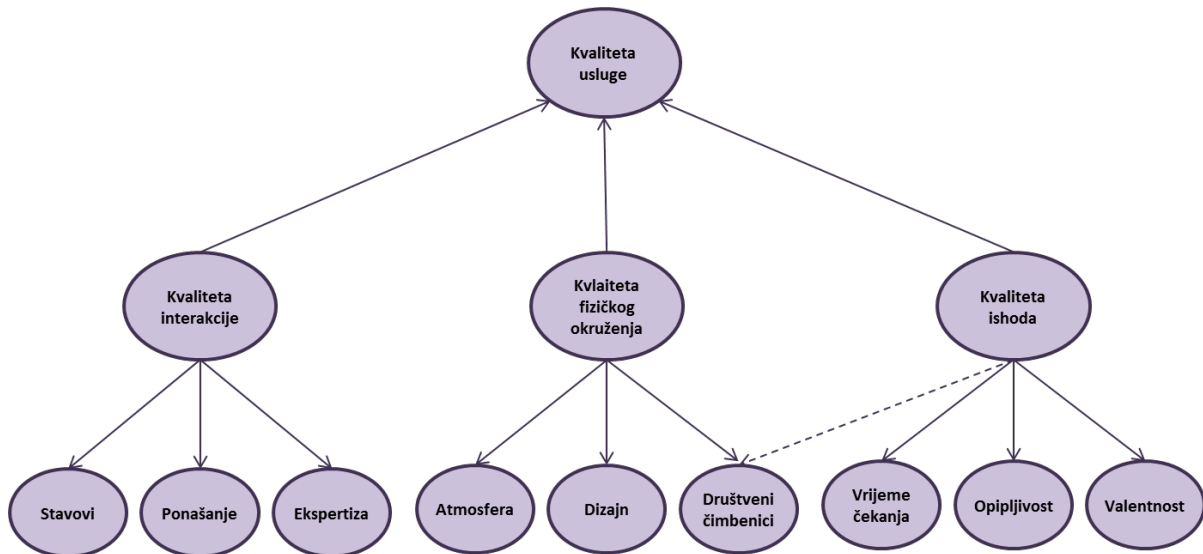 Kvaliteta
usluge
Kvaliteta
interakcije
Kvlaiteta
fizičkog
okruženja
Kvaliteta
ishoda
Stavovi
Ponašanje
Ekspertiza
Atmosfera
Dizajn
Društveni
čimbenici
Vrijeme
čekanja
Opipljivost
Valentnost